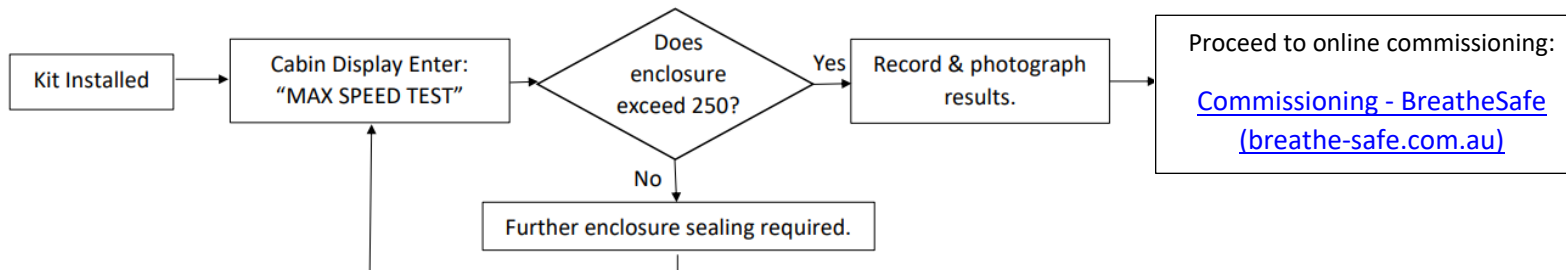 Kit Installed
Cabin Display Enter:
“MAX SPEED TEST”
Does
enclosure
exceed 250?
Yes
Record & photograph
results.
Proceed to online commissioning:
Commissioning - BreatheSafe
(breathe-safe.com.au)
No
Further enclosure sealing required.